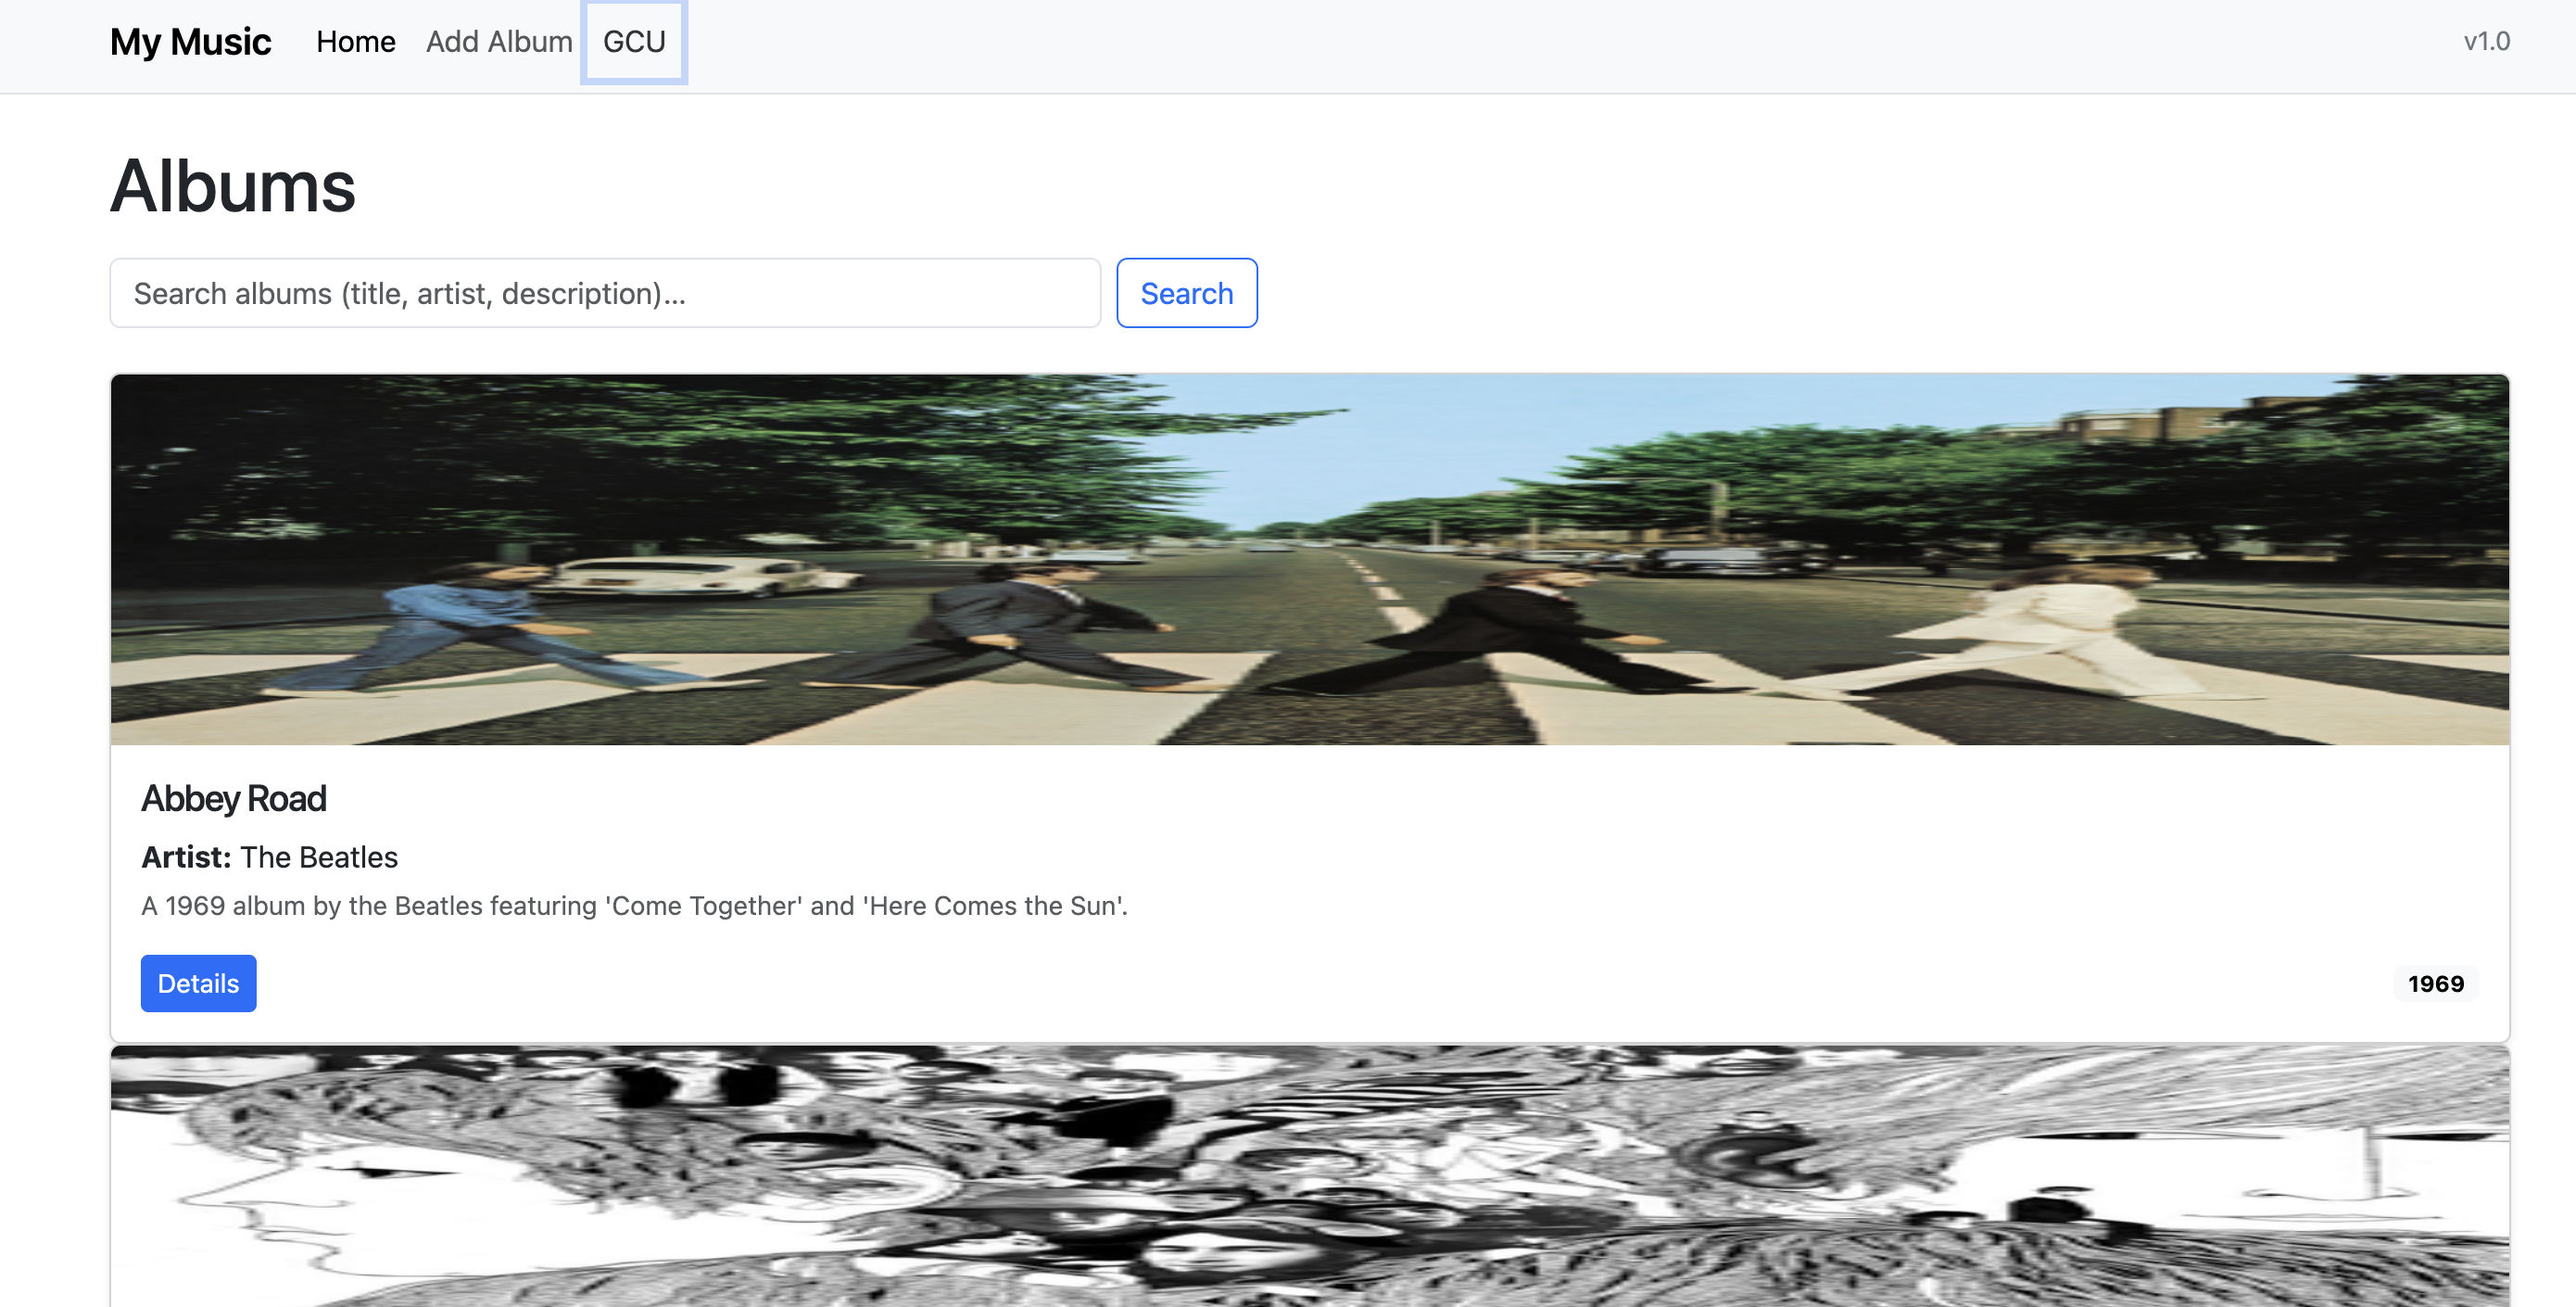 My Music Home Add Album GCU v1.0
Albums
Search albums (title, artist, description)...
Search
Abbey Road
Artist: The Beatles
A 1969 album by the Beatles featuring 'Come Together' and 'Here Comes the Sun'.
Details 1969